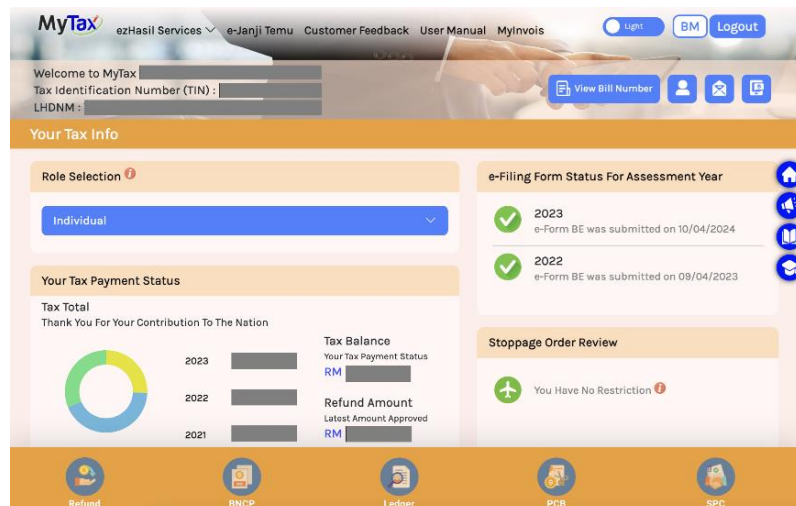 MyTax
ezHasil Services e-Janji Temu Customer Feedback User Manual MyInvois Light BM Logout
Welcome to MyTax
Tax Identification Number (TIN) :
LHDNM :
View Bill Number
Your Tax Info
Role Selection
Individual
Your Tax Payment Status
Tax Total
Thank You For Your Contribution To The Nation
2023
2022
2021
Tax Balance
Your Tax Payment Status
RM
Refund Amount
Latest Amount Approved
RM
e-Filing Form Status For Assessment Year
2023
e-Form BE was submitted on 10/04/2024
2022
e-Form BE was submitted on 09/04/2023
Stoppage Order Review
You Have No Restriction
Refund BNCP Ledger PCB SPC